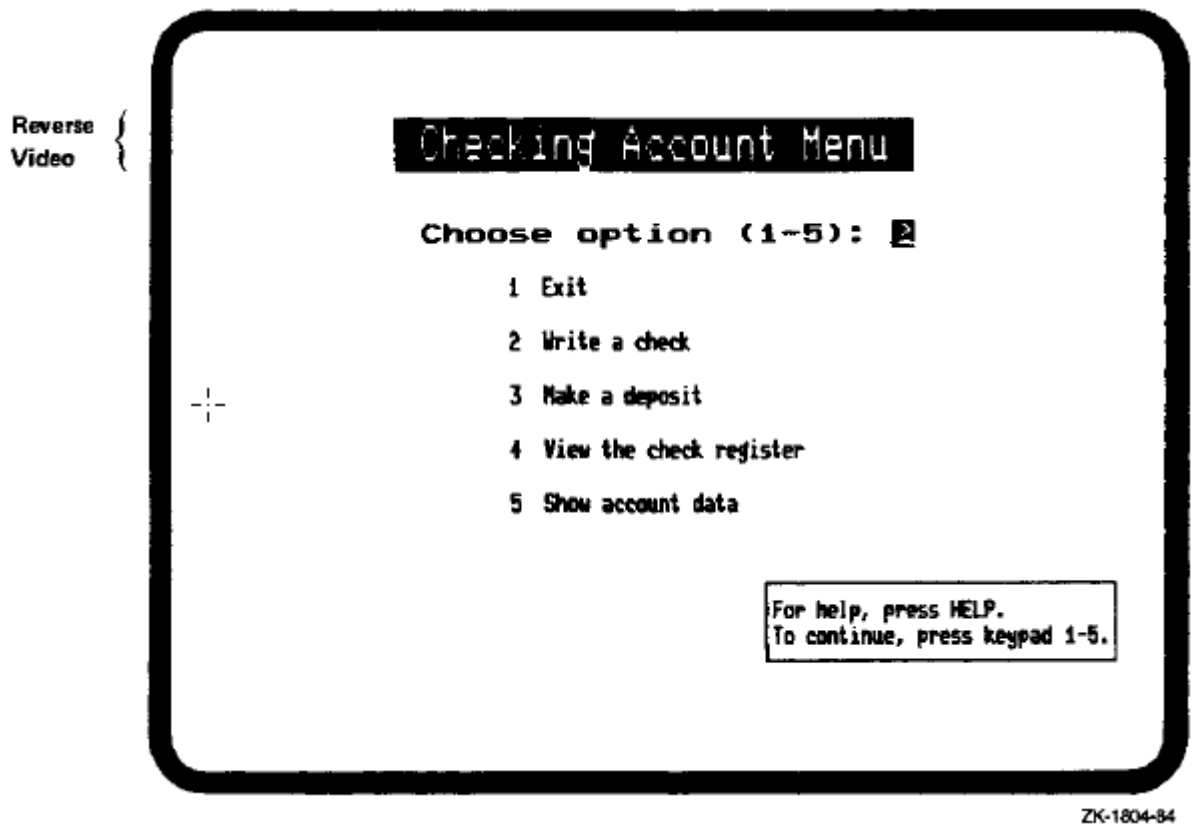 Reverse
Video
Checking Account Menu
Choose option (1-5): 2
1 Exit
2 Write a check
3 Make a deposit
4 View the check register
5 Show account data
For help, press HELP.
To continue, press keypad 1-5.
ZK-1804-84